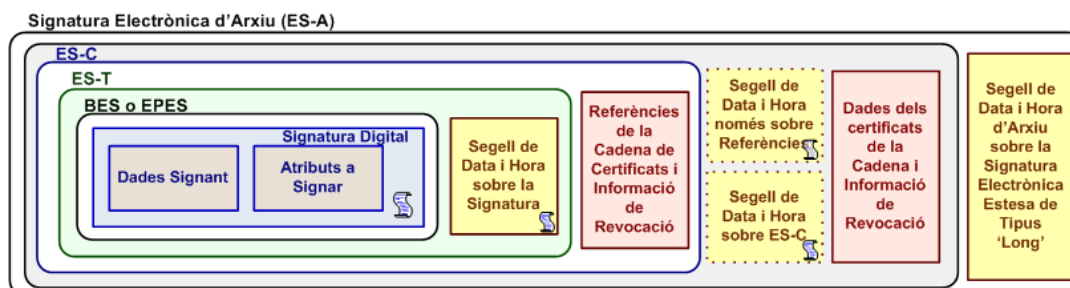 Signatura Electrònica d'Arxiu (ES-A)
ES-C
ES-T
BES o EPES
Signatura Digital
Dades Signant
Atributs a
Signar
Segell de
Data i Hora
sobre la
Signatura
Referències
de la
Cadena de
Certificats i
Informació
de
Revocació
Segell de
Data i Hora
només sobre
Referències
Segell de
Data i Hora
sobre ES-C
Dades dels
certificats
de la
Cadena i
Informació
de
Revocació
Segell de
Data i Hora
d'Arxiu
sobre la
Signatura
Electrònica
Estesa de
Tipus
'Long'